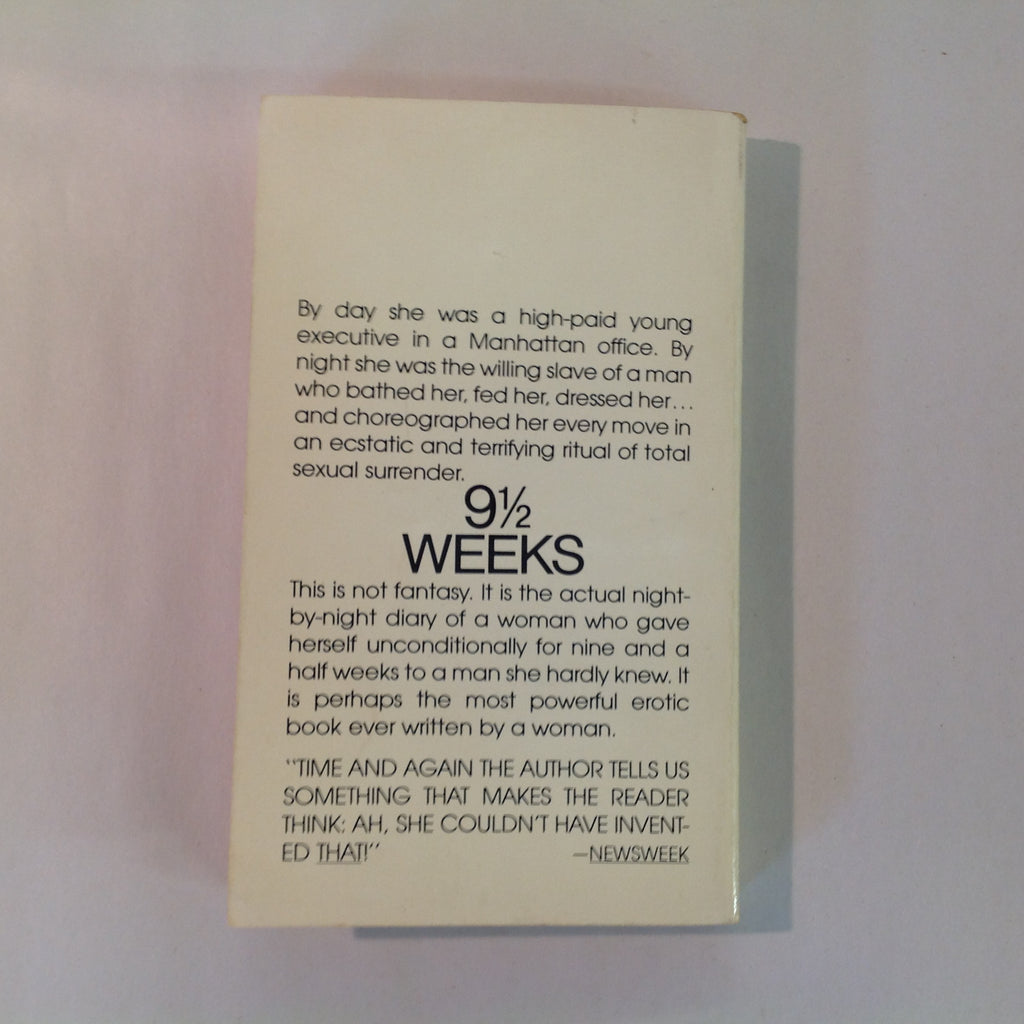 By day she was a high-paid young
executive in a Manhattan office. By
night she was the willing slave of a man
who bathed her, fed her, dressed her...
and choreographed her every move in
an ecstatic and terrifying ritual of total
sexual surrender.
9½
WEEKS
This is not fantasy. It is the actual night-
by-night diary of a woman who gave
herself unconditionally for nine and a
half weeks to a man she hardly knew. It
is perhaps the most powerful erotic
book ever written by a woman.
"TIME AND AGAIN THE AUTHOR TELLS US
SOMETHING THAT MAKES THE READER
THINK: AH, SHE COULDN'T HAVE INVENT-
ED THAT!" —NEWSWEEK